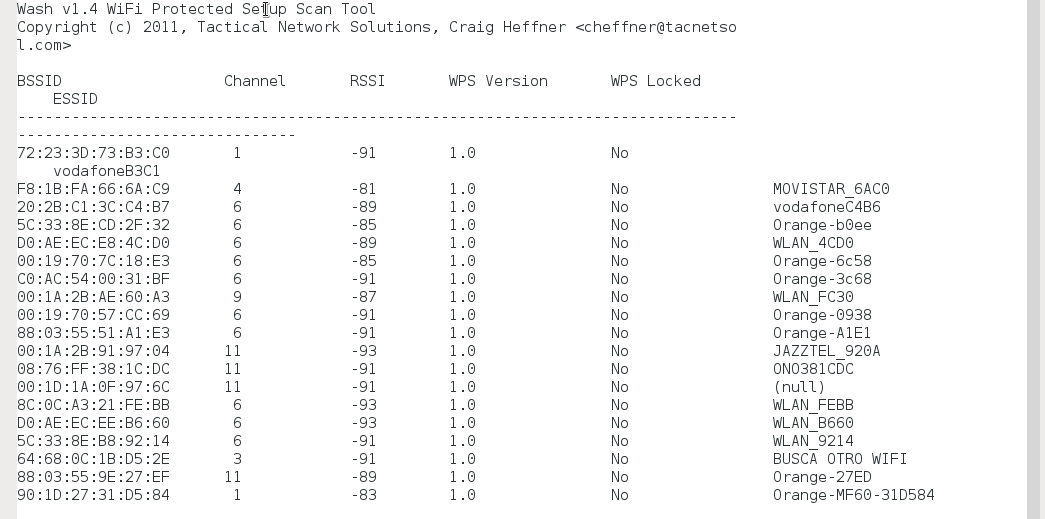 Wash v1.4 WiFi Protected Setup Scan Tool
Copyright (c) 2011, Tactical Network Solutions, Craig Heffner <cheffner@tacnetso
l.com>
BSSID Channel RSSI WPS Version WPS Locked
ESSID
--------------------------------------------------------------------------------
-------------------------------
72:23:3D:73:B3:C0 1 -91 1.0 No
vodafoneB3C1
F8:1B:FA:66:6A:C9 4 -81 1.0 No MOVISTAR_6AC0
20:2B:C1:3C:C4:B7 6 -89 1.0 No vodafoneC4B6
5C:33:8E:CD:2F:32 6 -85 1.0 No Orange-b0ee
D0:AE:EC:E8:4C:D0 6 -89 1.0 No WLAN_4CD0
00:19:70:7C:18:E3 6 -85 1.0 No Orange-6c58
C0:AC:54:00:31:BF 6 -91 1.0 No Orange-3c68
00:1A:2B:AE:60:A3 9 -87 1.0 No WLAN_FC30
00:19:70:57:CC:69 6 -91 1.0 No Orange-0938
88:03:55:51:A1:E3 6 -91 1.0 No Orange-A1E1
00:1A:2B:91:97:04 11 -93 1.0 No JAZZTEL_920A
08:76:FF:38:1C:DC 11 -91 1.0 No ONO381CDC
00:1D:1A:0F:97:6C 11 -91 1.0 No (null)
8C:0C:A3:21:FE:BB 6 -93 1.0 No WLAN_FEBB
D0:AE:EC:EE:B6:60 6 -93 1.0 No WLAN_B660
5C:33:8E:B8:92:14 6 -91 1.0 No WLAN_9214
64:68:0C:1B:D5:2E 3 -91 1.0 No BUSCA OTRO WIFI
88:03:55:9E:27:EF 11 -89 1.0 No Orange-27ED
90:1D:27:31:D5:84 1 -83 1.0 No Orange-MF60-31D584